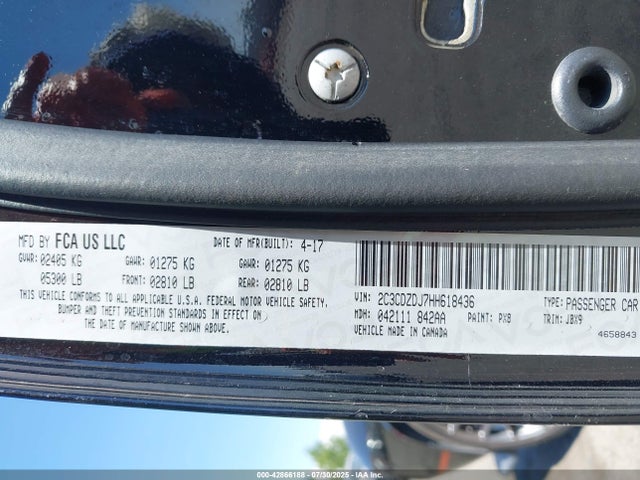 MFD BY FCA US LLC DATE OF MFR(BUILT): 4-17
GVWR: 02405 KG GAWR: 01275 KG GAWR: 01275 KG
05300 LB FRONT: 02810 LB REAR: 02810 LB
THIS VEHICLE CONFORMS TO ALL APPLICABLE U.S.A. FEDERAL MOTOR VEHICLE SAFETY,
BUMPER AND THEFT PREVENTION STANDARDS IN EFFECT ON
THE DATE OF MANUFACTURE SHOWN ABOVE.
VIN: 2C3CDZDJ7HH618436 TYPE: PASSENGER CAR
MDH: 042111 842AA PAINT: PX8 TRIM: JBX9
VEHICLE MADE IN CANADA 4658843
000-42866188 07/30/2025 IAAI.COM